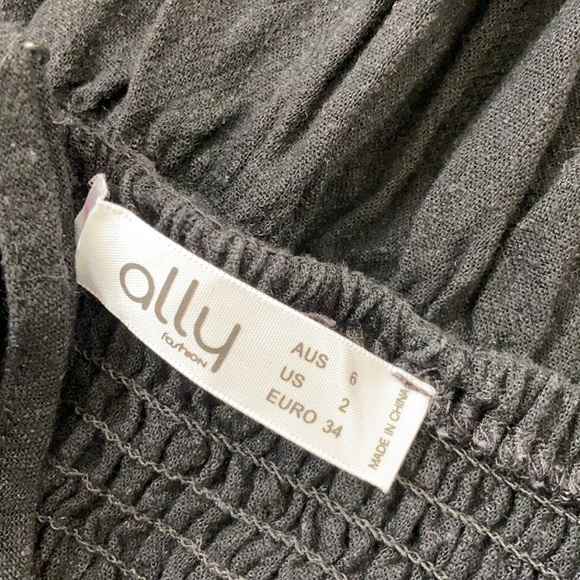 ally
fashion
AUS 6
US 2
EURO 34
MADE IN CHINA